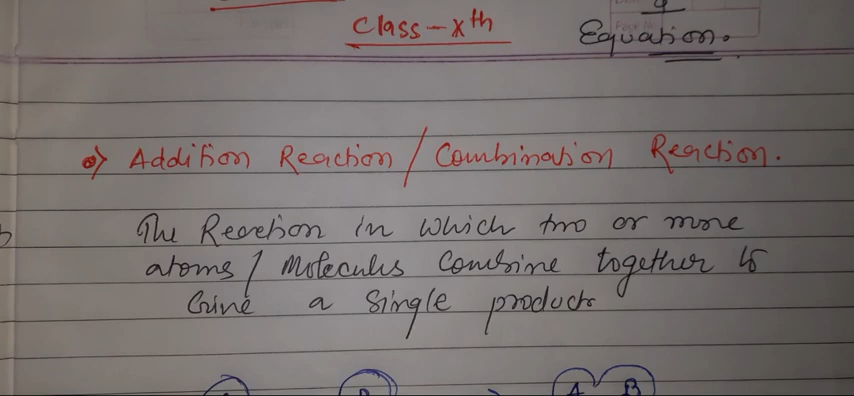 Class - Xth
Equation.
Addition Reaction / Combination Reaction.
The Reaction in which two or more
atoms / Molecules Combine together to
Give a Single product
A B